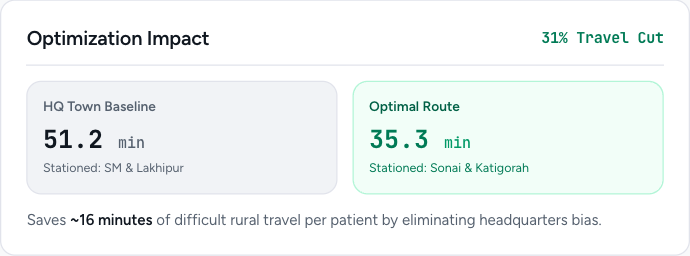 Optimization Impact
31% Travel Cut
HQ Town Baseline
51.2 min
Stationed: SM & Lakhipur
Optimal Route
35.3 min
Stationed: Sonai & Katigorah
Saves ~16 minutes of difficult rural travel per patient by eliminating headquarters bias.